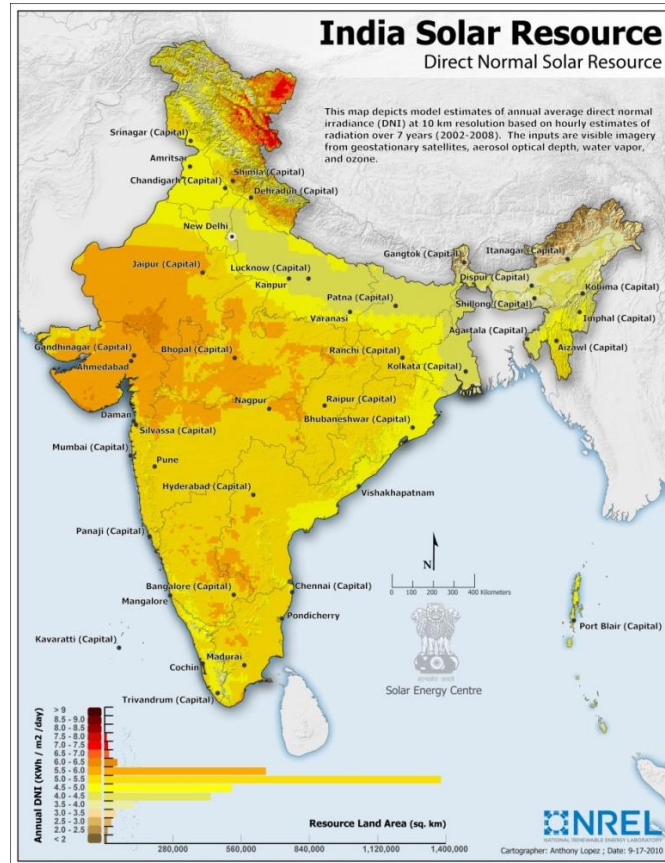 India Solar Resource
Direct Normal Solar Resource
This map depicts model estimates of annual average direct normal
irradiance (DNI) at 10 km resolution based on hourly estimates of
radiation over 7 years (2002-2008). The inputs are visible imagery
from geostationary satellites, aerosol optical depth, water vapor,
and ozone.
Srinagar (Capital)
Amritsar
Shimla (Capital)
Chandigarh (Capital)
Dehradun (Capital)
New Delhi
Itanagar (Capital)
Gangtok (Capital)
Jaipur (Capital)
Lucknow (Capital)
Dispur (Capital)
Kanpur
Kohima (Capital)
Patna (Capital)
Shillong (Capital)
Varanasi
Imphal (Capital)
Agartala (Capital)
Gandhinagar (Capital)
Bhopal (Capital)
Ranchi (Capital)
Aizawl (Capital)
Ahmedabad
Kolkata (Capital)
Nagpur
Raipur (Capital)
Daman
Bhubaneshwar (Capital)
Silvassa (Capital)
Mumbai (Capital)
Pune
Hyderabad (Capital)
Vishakhapatnam
Panaji (Capital)
N
Bangalore (Capital)
Chennai (Capital)
0 100 200 300 400 Kilometers
Mangalore
Pondicherry
Port Blair (Capital)
Kavaratti (Capital)
Madurai
Cochin
Solar Energy Centre
Trivandrum (Capital)
Annual DNI (KWh / m2 /day)
> 9
8.5 - 9.0
8.0 - 8.5
7.5 - 8.0
7.0 - 7.5
6.5 - 7.0
6.0 - 6.5
5.5 - 6.0
5.0 - 5.5
4.5 - 5.0
4.0 - 4.5
3.5 - 4.0
3.0 - 3.5
2.5 - 3.0
2.0 - 2.5
< 2
Resource Land Area (sq. km)
280,000 560,000 840,000 1,120,000 1,400,000
NREL
NATIONAL RENEWABLE ENERGY LABORATORY
Cartographer: Anthony Lopez ; Date: 9-17-2010